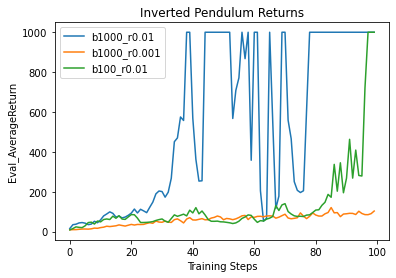 Inverted Pendulum Returns
b1000_r0.01
b1000_r0.001
b100_r0.01
Eval_AverageReturn
1000
800
600
400
200
0
0 20 40 60 80 100
Training Steps